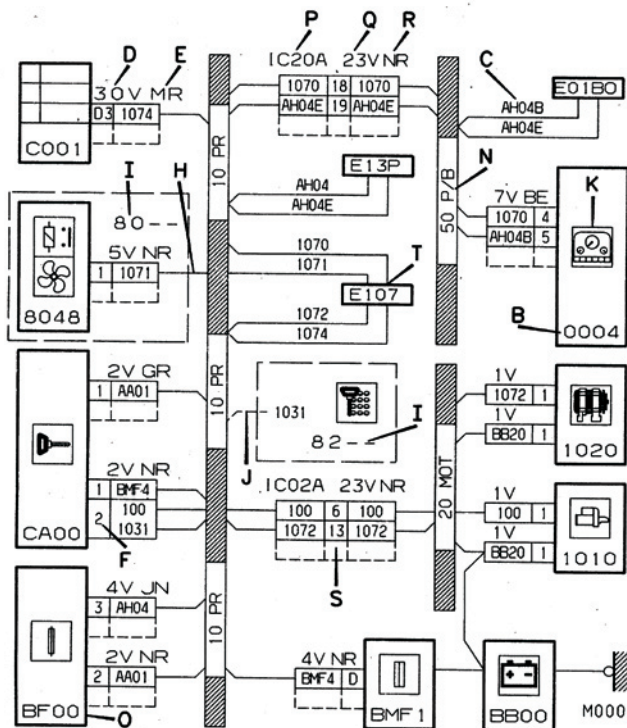 P Q R
D E IC20A 23V NR C
30V MR 1070 18 1070 E01B0
D3 1074 AH04E 19 AH04E AH04B
AH04E
C001
10 PR
E13P N K
I H AH04 50 P/B 7V BE
80 AH04E 1070 4
AH04B 5
5V NR 1070 T
1 1071 1071
E107
8048 1072 B 0004
1074
2V GR 1V
1 AA01 10 PR 1031 1072 1
I 1V
82 BB20 1
J 1020
2V NR IC02A 23V NR 20 MOT
1 BMF4 1V
100 100 6 100 100 1
2 1031 1072 13 1072 1V
CA00 BB20 1
F S 1010
4V JN
3 AH04 10 PR
2V NR 4V NR
2 AA01 BMF4 D
BF00 O BMF1 BB00 M000